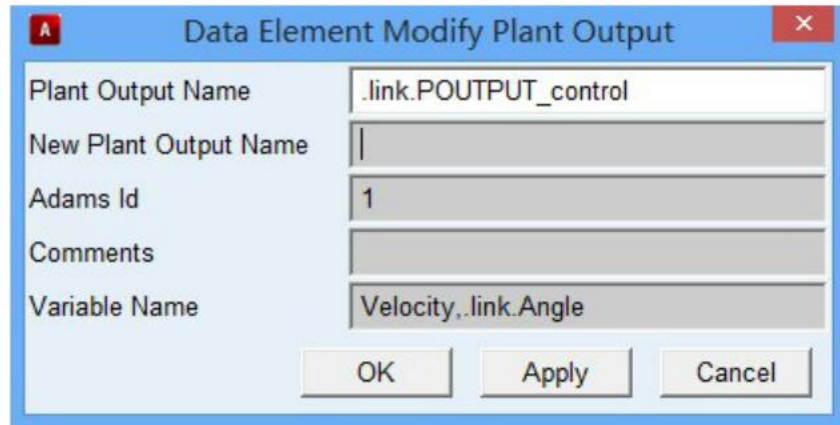 A
Data Element Modify Plant Output
×
Plant Output Name .link.POUTPUT_control
New Plant Output Name
Adams Id 1
Comments
Variable Name Velocity,.link.Angle
OK Apply Cancel